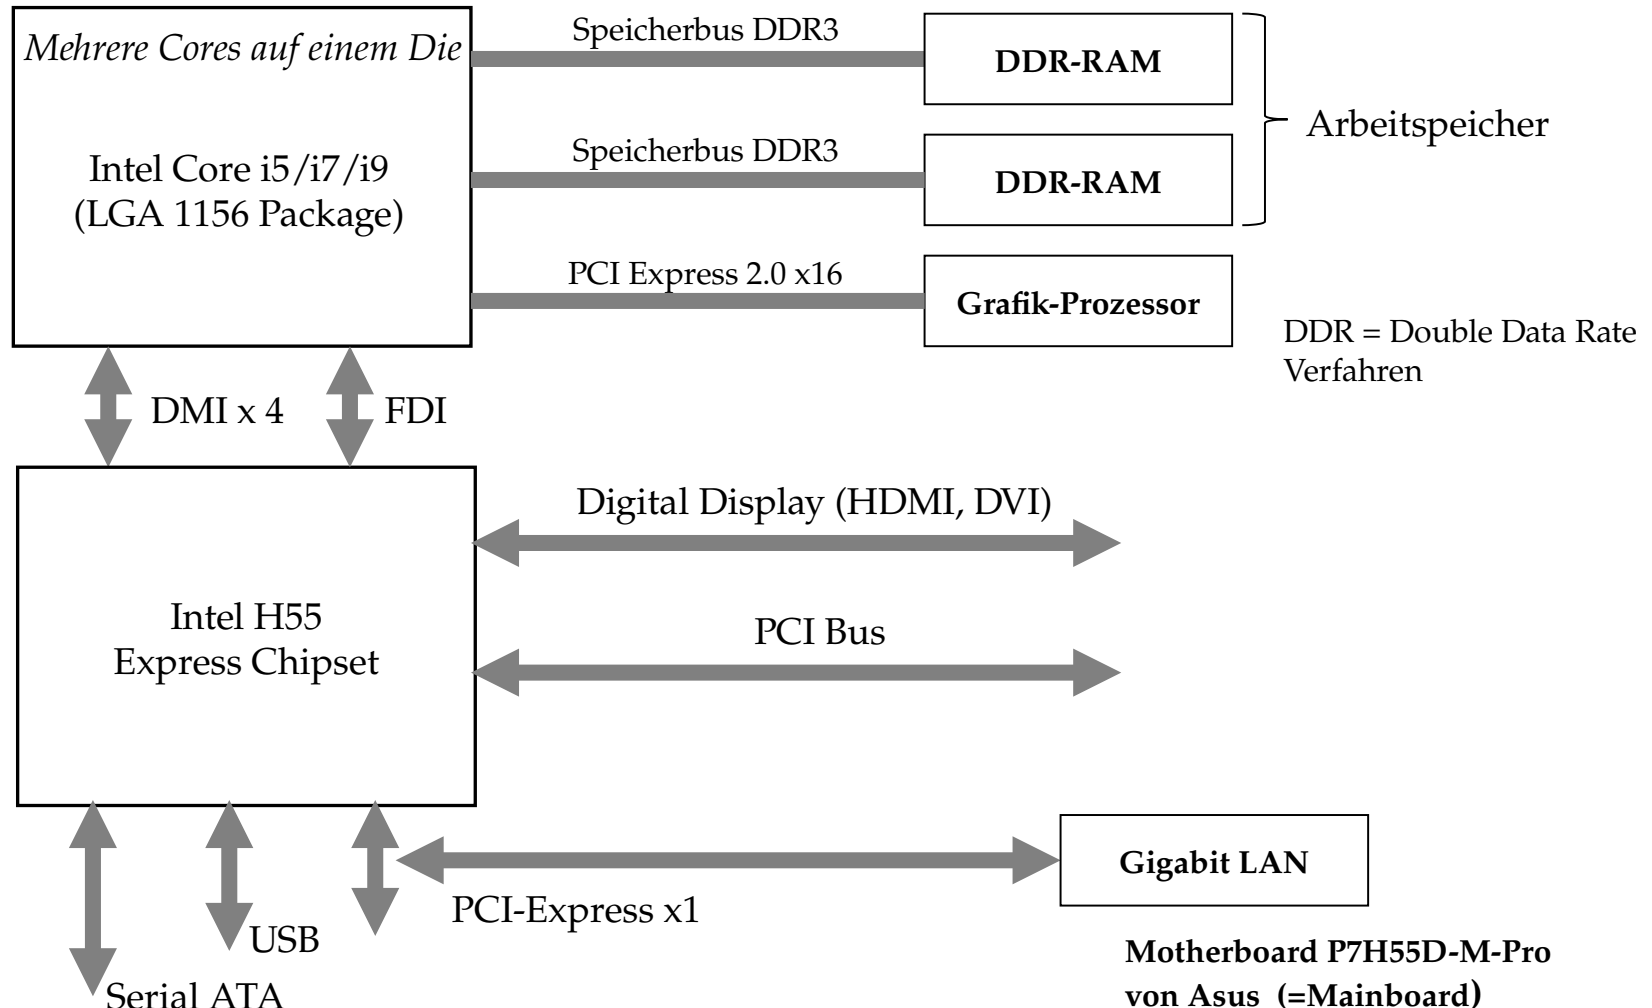 Mehrere Cores auf einem Die
Intel Core i5/i7/i9
(LGA 1156 Package)
Speicherbus DDR3
DDR-RAM
Speicherbus DDR3
DDR-RAM
Arbeitspeicher
PCI Express 2.0 x16
Grafik-Prozessor
DDR = Double Data Rate
Verfahren
DMI x 4
FDI
Intel H55
Express Chipset
Digital Display (HDMI, DVI)
PCI Bus
Gigabit LAN
PCI-Express x1
USB
Serial ATA
Motherboard P7H55D-M-Pro
von Asus (=Mainboard)